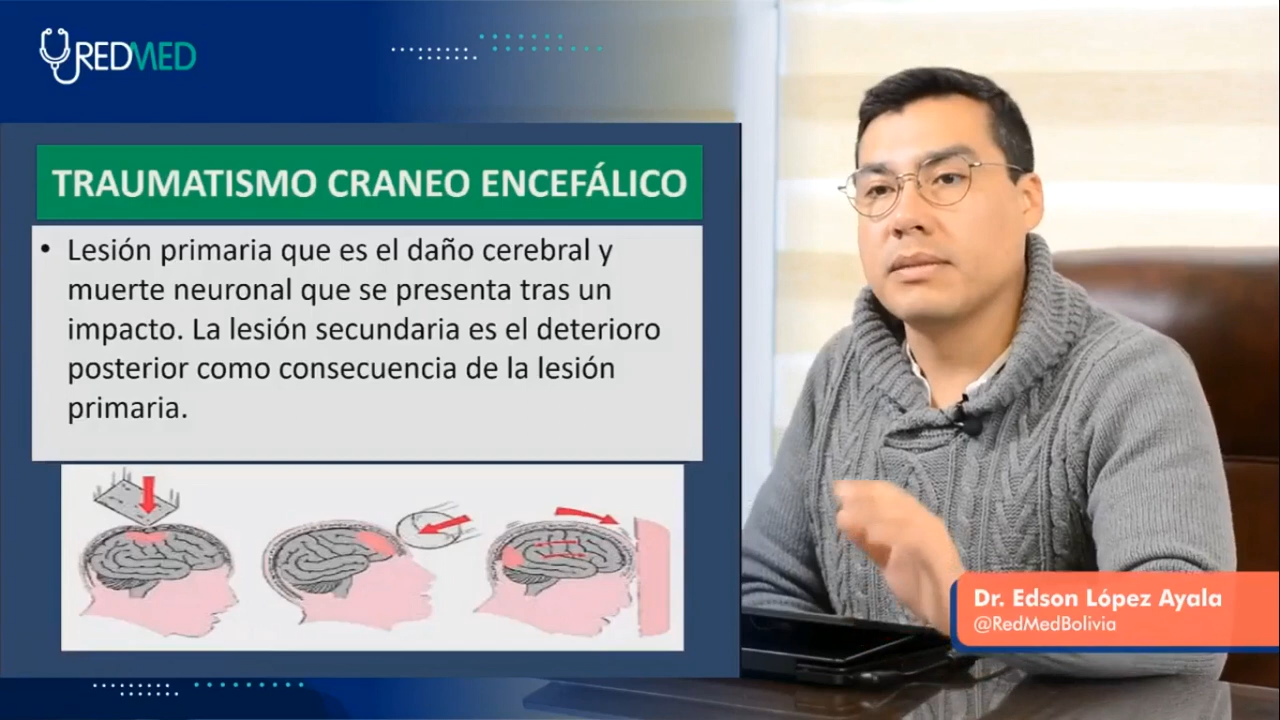 REDMED
TRAUMATISMO CRANEO ENCEFÁLICO
• Lesión primaria que es el daño cerebral y
muerte neuronal que se presenta tras un
impacto. La lesión secundaria es el deterioro
posterior como consecuencia de la lesión
primaria.
Dr. Edson López Ayala
@RedMedBolivia